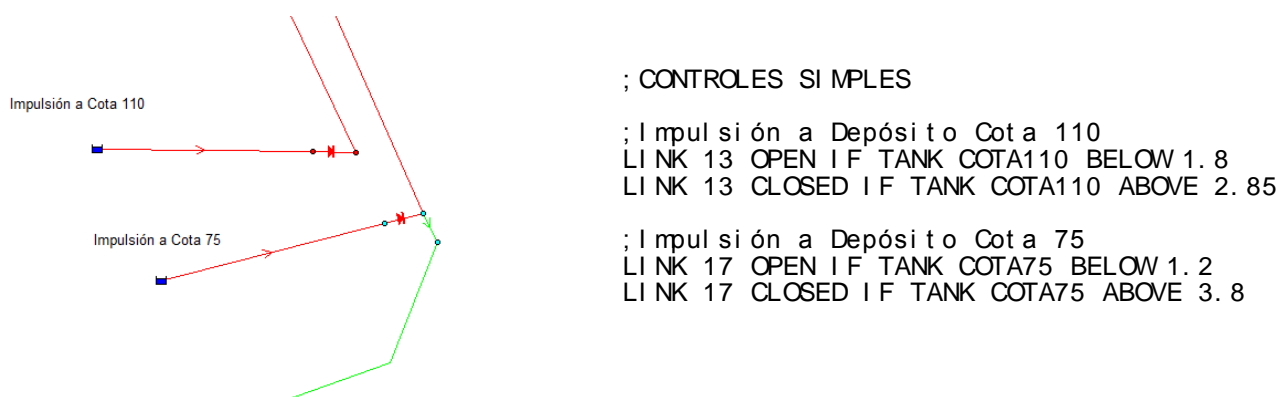 Impulsión a Cota 110
Impulsión a Cota 75
;CONTROLES SIMPLES
;Impulsión a Depósito Cota 110
LINK 13 OPEN IF TANK COTA110 BELOW 1.8
LINK 13 CLOSED IF TANK COTA110 ABOVE 2.85
;Impulsión a Depósito Cota 75
LINK 17 OPEN IF TANK COTA75 BELOW 1.2
LINK 17 CLOSED IF TANK COTA75 ABOVE 3.8